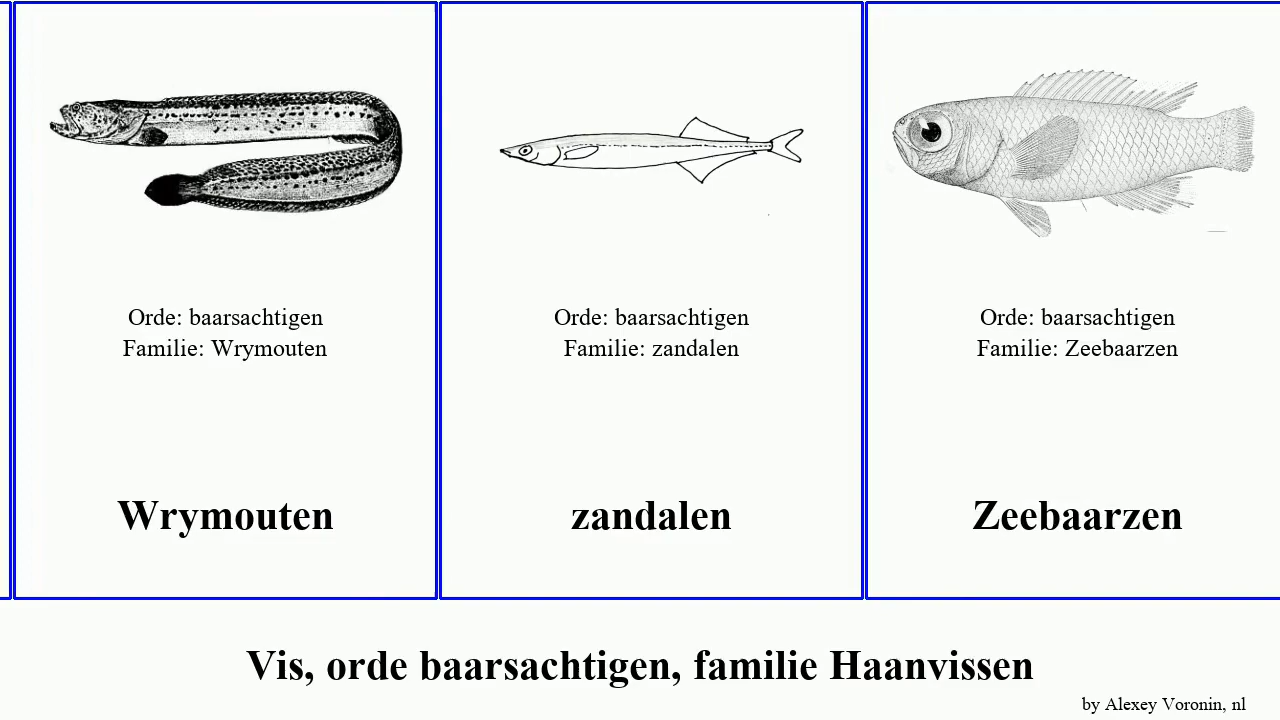 Orde: baarsachtigen
Familie: Wrymouten
Wrymouten
Orde: baarsachtigen
Familie: zandalen
zandalen
Orde: baarsachtigen
Familie: Zeebaarzen
Zeebaarzen
Vis, orde baarsachtigen, familie Haanvissen
by Alexey Voronin, nl